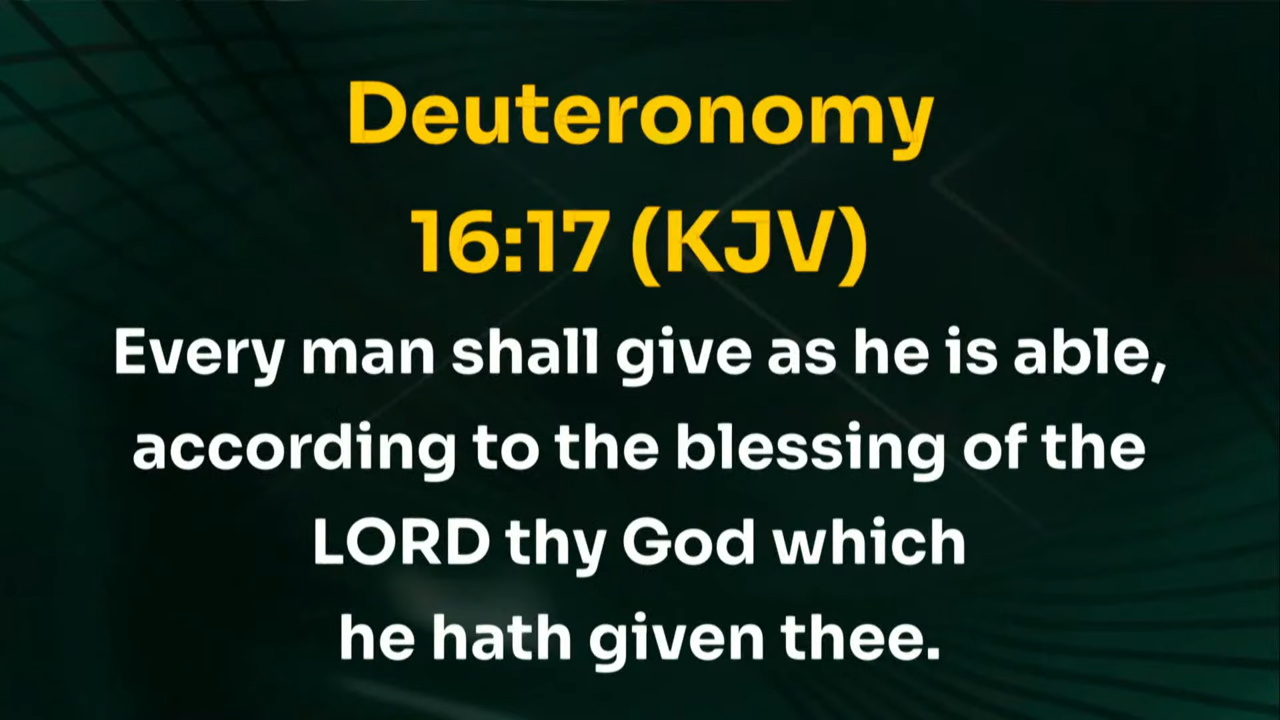 Deuteronomy
16:17 (KJV)
Every man shall give as he is able,
according to the blessing of the
LORD thy God which
he hath given thee.